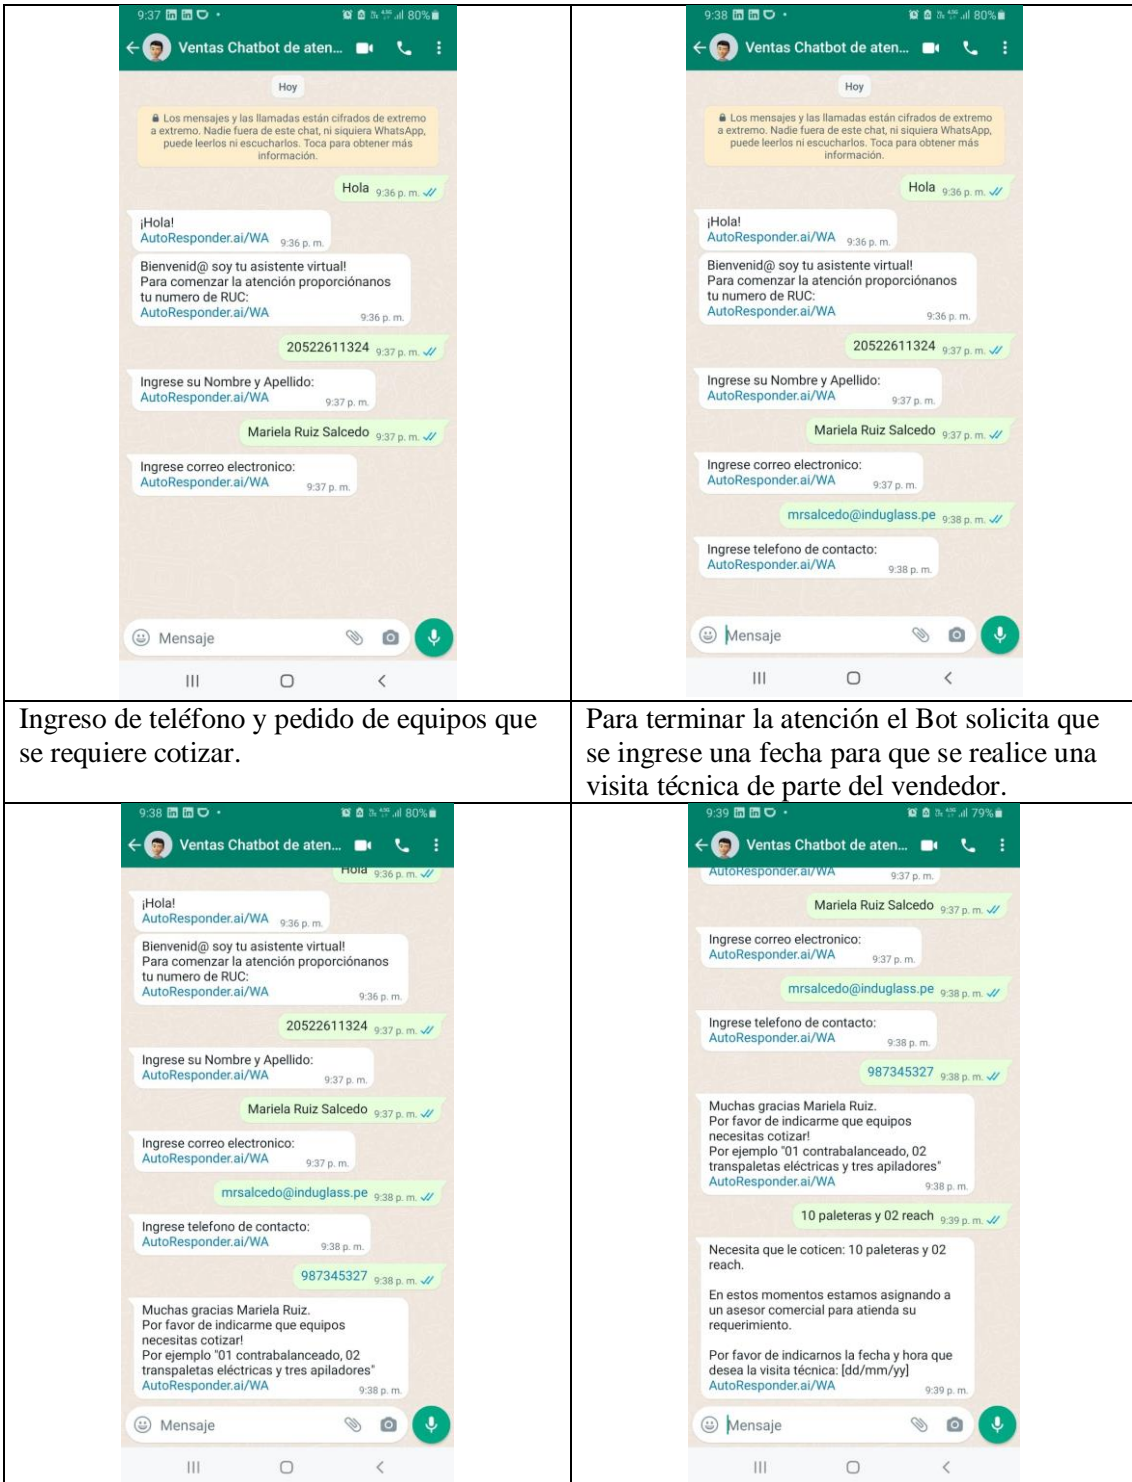 9:37
80%
Ventas Chatbot de aten...
Hoy
Los mensajes y las llamadas están cifrados de extremo
a extremo. Nadie fuera de este chat, ni siquiera WhatsApp,
puede leerlos ni escucharlos. Toca para obtener más
información.
Hola 9:36 p. m.
¡Hola!
AutoResponder.ai/WA 9:36 p. m.
Bienvenid@ soy tu asistente virtual!
Para comenzar la atención proporciónanos
tu numero de RUC:
AutoResponder.ai/WA 9:36 p. m.
20522611324 9:37 p. m.
Ingrese su Nombre y Apellido:
AutoResponder.ai/WA 9:37 p. m.
Mariela Ruiz Salcedo 9:37 p. m.
Ingrese correo electronico:
AutoResponder.ai/WA 9:37 p. m.
Mensaje
9:38
80%
Ventas Chatbot de aten...
Hoy
Los mensajes y las llamadas están cifrados de extremo
a extremo. Nadie fuera de este chat, ni siquiera WhatsApp,
puede leerlos ni escucharlos. Toca para obtener más
información.
Hola 9:36 p. m.
¡Hola!
AutoResponder.ai/WA 9:36 p. m.
Bienvenid@ soy tu asistente virtual!
Para comenzar la atención proporciónanos
tu numero de RUC:
AutoResponder.ai/WA 9:36 p. m.
20522611324 9:37 p. m.
Ingrese su Nombre y Apellido:
AutoResponder.ai/WA 9:37 p. m.
Mariela Ruiz Salcedo 9:37 p. m.
Ingrese correo electronico:
AutoResponder.ai/WA 9:37 p. m.
mrsalcedo@induglass.pe 9:38 p. m.
Ingrese telefono de contacto:
AutoResponder.ai/WA 9:38 p. m.
Mensaje
Ingreso de teléfono y pedido de equipos que
se requiere cotizar.
Para terminar la atención el Bot solicita que
se ingrese una fecha para que se realice una
visita técnica de parte del vendedor.
9:38
80%
Ventas Chatbot de aten...
Hola 9:36 p. m.
¡Hola!
AutoResponder.ai/WA 9:36 p. m.
Bienvenid@ soy tu asistente virtual!
Para comenzar la atención proporciónanos
tu numero de RUC:
AutoResponder.ai/WA 9:36 p. m.
20522611324 9:37 p. m.
Ingrese su Nombre y Apellido:
AutoResponder.ai/WA 9:37 p. m.
Mariela Ruiz Salcedo 9:37 p. m.
Ingrese correo electronico:
AutoResponder.ai/WA 9:37 p. m.
mrsalcedo@induglass.pe 9:38 p. m.
Ingrese telefono de contacto:
AutoResponder.ai/WA 9:38 p. m.
987345327 9:38 p. m.
Muchas gracias Mariela Ruiz.
Por favor de indicarme que equipos
necesitas cotizar!
Por ejemplo "01 contrabalanceado, 02
transpaletas eléctricas y tres apiladores"
AutoResponder.ai/WA 9:38 p. m.
Mensaje
9:39
79%
Ventas Chatbot de aten...
AutoResponder.ai/WA 9:37 p. m.
Mariela Ruiz Salcedo 9:37 p. m.
Ingrese correo electronico:
AutoResponder.ai/WA 9:37 p. m.
mrsalcedo@induglass.pe 9:38 p. m.
Ingrese telefono de contacto:
AutoResponder.ai/WA 9:38 p. m.
987345327 9:38 p. m.
Muchas gracias Mariela Ruiz.
Por favor de indicarme que equipos
necesitas cotizar!
Por ejemplo "01 contrabalanceado, 02
transpaletas eléctricas y tres apiladores"
AutoResponder.ai/WA 9:38 p. m.
10 paleteras y 02 reach 9:39 p. m.
Necesita que le coticen: 10 paleteras y 02
reach.
En estos momentos estamos asignando a
un asesor comercial para atienda su
requerimiento.
Por favor de indicarnos la fecha y hora que
desea la visita técnica: [dd/mm/yy]
AutoResponder.ai/WA 9:39 p. m.
Mensaje